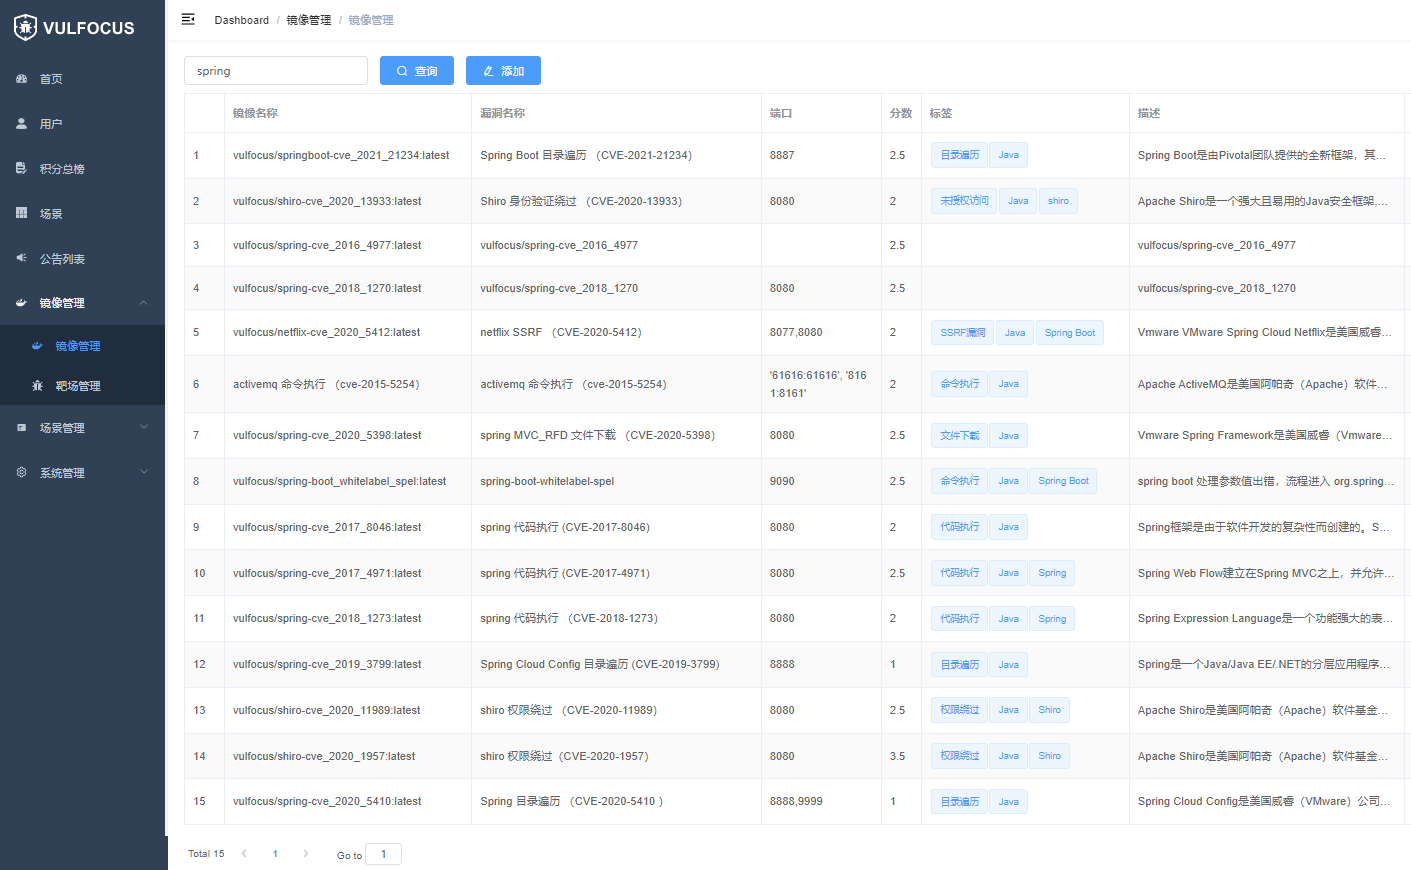 VULFOCUS
Dashboard / 镜像管理 / 镜像管理
首页
用户
积分总榜
场景
公告列表
镜像管理
镜像管理
靶场管理
场景管理
系统管理
spring 查询 添加
镜像名称 漏洞名称 端口 分数 标签 描述
1 vulfocus/springboot-cve_2021_21234:latest Spring Boot 目录遍历 （CVE-2021-21234） 8887 2.5 目录遍历 Java Spring Boot是由Pivotal团队提供的全新框架，其...
2 vulfocus/shiro-cve_2020_13933:latest Shiro 身份验证绕过 （CVE-2020-13933） 8080 2 未授权访问 Java shiro Apache Shiro是一个强大且易用的Java安全框架,...
3 vulfocus/spring-cve_2016_4977:latest vulfocus/spring-cve_2016_4977 2.5 vulfocus/spring-cve_2016_4977
4 vulfocus/spring-cve_2018_1270:latest vulfocus/spring-cve_2018_1270 8080 2.5 vulfocus/spring-cve_2018_1270
5 vulfocus/netflix-cve_2020_5412:latest netflix SSRF （CVE-2020-5412） 8077,8080 2 SSRF漏洞 Java Spring Boot Vmware VMware Spring Cloud Netflix是美国威睿...
6 activemq 命令执行 （cve-2015-5254） activemq 命令执行 （cve-2015-5254） '61616:61616', '816
1:8161' 2 命令执行 Java Apache ActiveMQ是美国阿帕奇（Apache）软件...
7 vulfocus/spring-cve_2020_5398:latest spring MVC_RFD 文件下载 （CVE-2020-5398） 8080 2.5 文件下载 Java Vmware Spring Framework是美国威睿（Vmware...
8 vulfocus/spring-boot_whitelabel_spel:latest spring-boot-whitelabel-spel 9090 2.5 命令执行 Java Spring Boot spring boot 处理参数值出错，流程进入 org.spring...
9 vulfocus/spring-cve_2017_8046:latest spring 代码执行 (CVE-2017-8046) 8080 2 代码执行 Java Spring框架是由于软件开发的复杂性而创建的。S...
10 vulfocus/spring-cve_2017_4971:latest spring 代码执行 (CVE-2017-4971) 8080 2.5 代码执行 Java Spring Spring Web Flow建立在Spring MVC之上，并允许...
11 vulfocus/spring-cve_2018_1273:latest spring 代码执行 （CVE-2018-1273） 8080 2 代码执行 Java Spring Spring Expression Language是一个功能强大的表...
12 vulfocus/spring-cve_2019_3799:latest Spring Cloud Config 目录遍历 (CVE-2019-3799) 8888 1 目录遍历 Java Spring是一个Java/Java EE/.NET的分层应用程序...
13 vulfocus/shiro-cve_2020_11989:latest shiro 权限绕过 （CVE-2020-11989） 8080 2.5 权限绕过 Java Shiro Apache Shiro是美国阿帕奇（Apache）软件基金...
14 vulfocus/shiro-cve_2020_1957:latest shiro 权限绕过（CVE-2020-1957） 8080 3.5 权限绕过 Java Shiro Apache Shiro是美国阿帕奇（Apache）软件基金...
15 vulfocus/spring-cve_2020_5410:latest Spring 目录遍历 （CVE-2020-5410 ） 8888,9999 1 目录遍历 Java Spring Cloud Config是美国威睿（VMware）公司...
Total 15 1 Go to 1